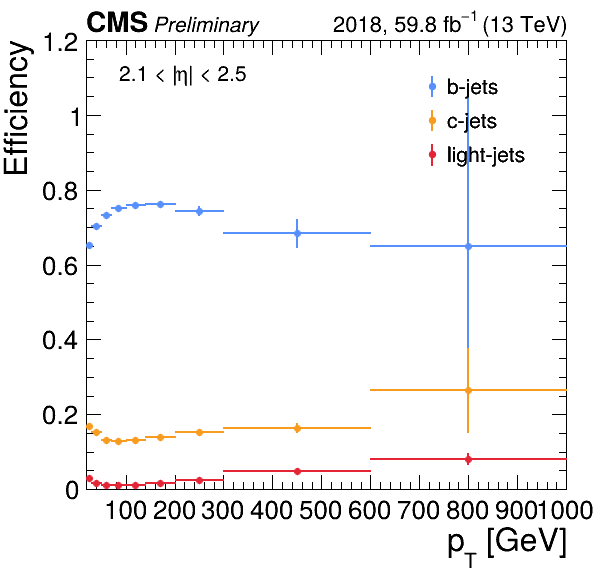 CMS Preliminary 2018, 59.8 fb⁻¹ (13 TeV)
2.1 < |η| < 2.5
b-jets
c-jets
light-jets
Efficiency
1.2
1
0.8
0.6
0.4
0.2
0
100 200 300 400 500 600 700 800 900 1000
p_T [GeV]